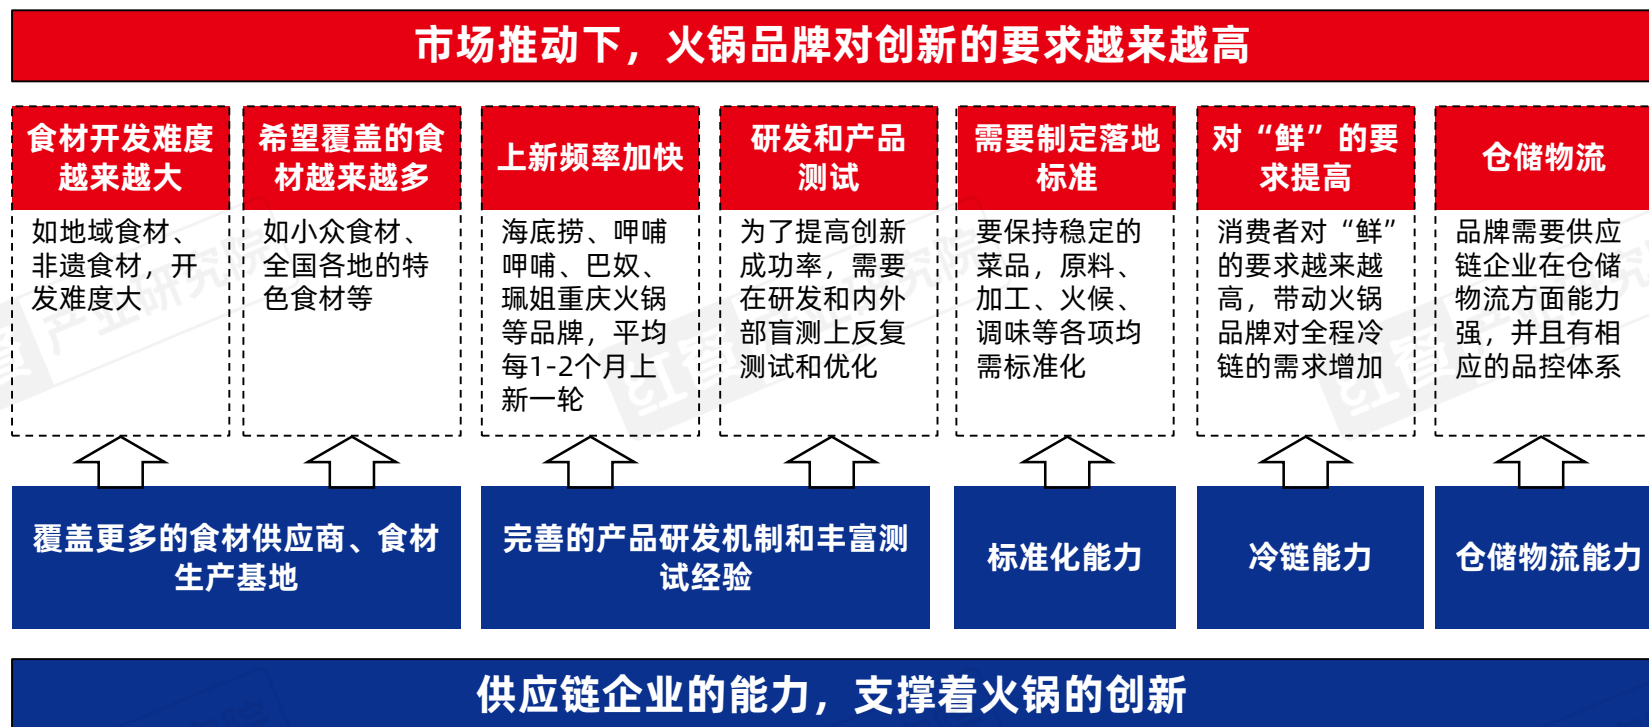 市场推动下，火锅品牌对创新的要求越来越高
食材开发难度
越来越大
如地域食材、
非遗食材，开
发难度大
希望覆盖的食
材越来越多
如小众食材、
全国各地的特
色食材等
上新频率加快
海底捞、呷哺
呷哺、巴奴、
珮姐重庆火锅
等品牌，平均
每1-2个月上
新一轮
研发和产品
测试
为了提高创新
成功率，需要
在研发和内外
部盲测上反复
测试和优化
需要制定落地
标准
要保持稳定的
菜品，原料、
加工、火候、
调味等各项均
需标准化
对“鲜”的要
求提高
消费者对“鲜”
的要求越来越
高，带动火锅
品牌对全程冷
链的需求增加
仓储物流
品牌需要供应
链企业在仓储
物流方面能力
强，并且有相
应的品控体系
覆盖更多的食材供应商、食材
生产基地
完善的产品研发机制和丰富测
试经验
标准化能力
冷链能力
仓储物流能力
供应链企业的能力，支撑着火锅的创新